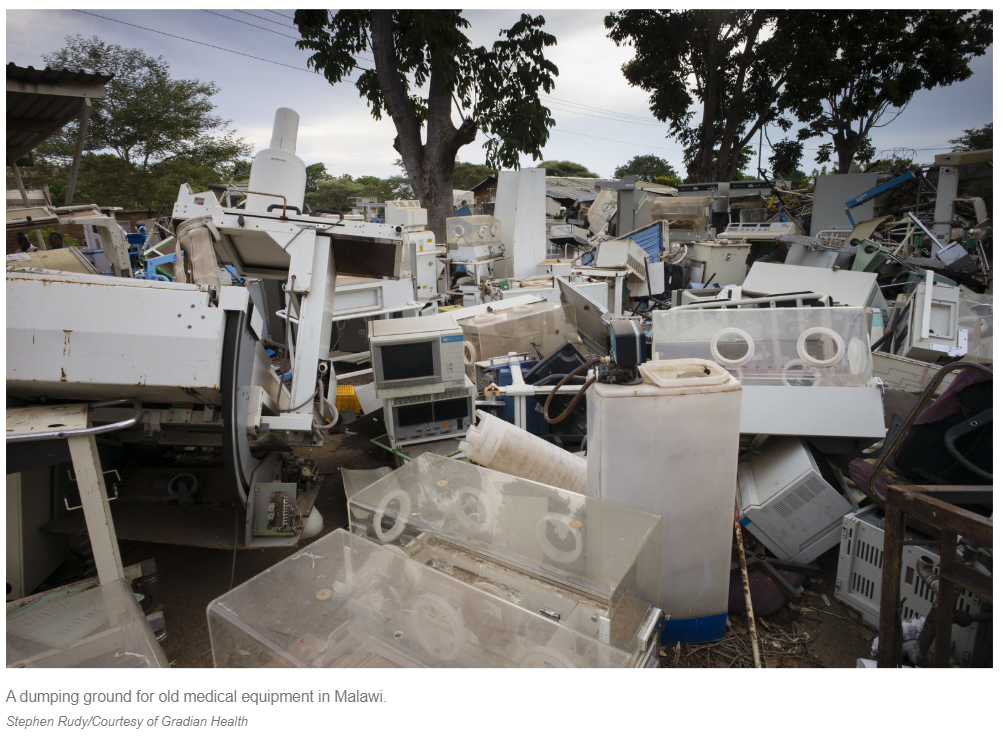 A dumping ground for old medical equipment in Malawi.
Stephen Rudy/Courtesy of Gradian Health